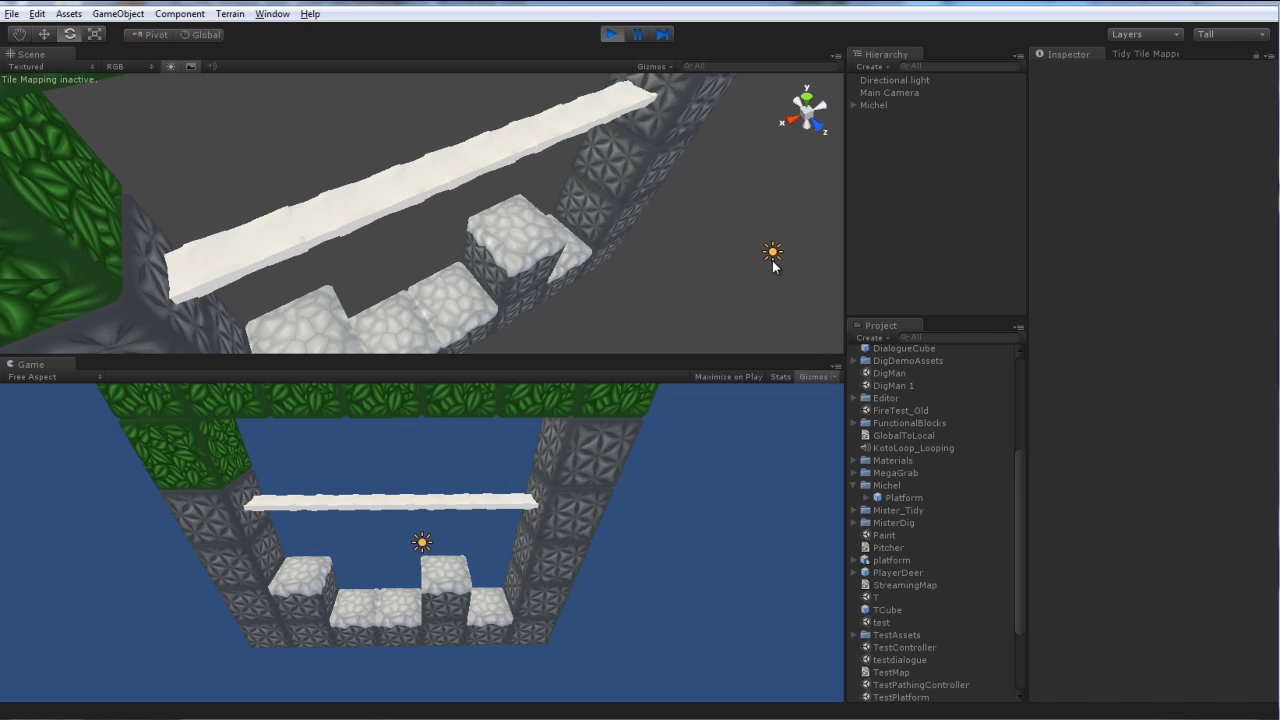 File Edit Assets GameObject Component Terrain Window Help
Pivot Global Layers Tall
Scene
Textured RGB Gizmos All
Tile Mapping inactive.
y
x
z
Game
Free Aspect Maximize on Play Stats Gizmos
Hierarchy
Create All
Directional light
Main Camera
Michel
Project
Create All
DialogueCube
DigDemoAssets
DigMan
DigMan 1
Editor
FireTest_Old
FunctionalBlocks
GlobalToLocal
KotoLoop_Looping
Materials
MegaGrab
Michel
Platform
Mister_Tidy
MisterDig
Paint
Pitcher
platform
PlayerDeer
StreamingMap
T
TCube
test
TestAssets
TestController
testdialogue
TestMap
TestPathingController
TestPlatform
Inspector Tidy Tile Mappi